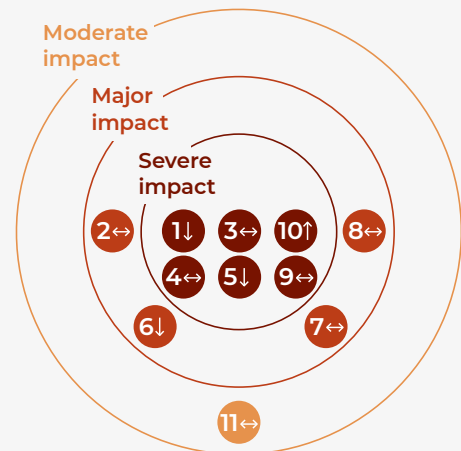 Moderate
impact
Major
impact
Severe
impact
2↔ 1↓ 3↔ 10↑ 8↔
4↔ 5↓ 9↔
6↓ 7↔
11↔